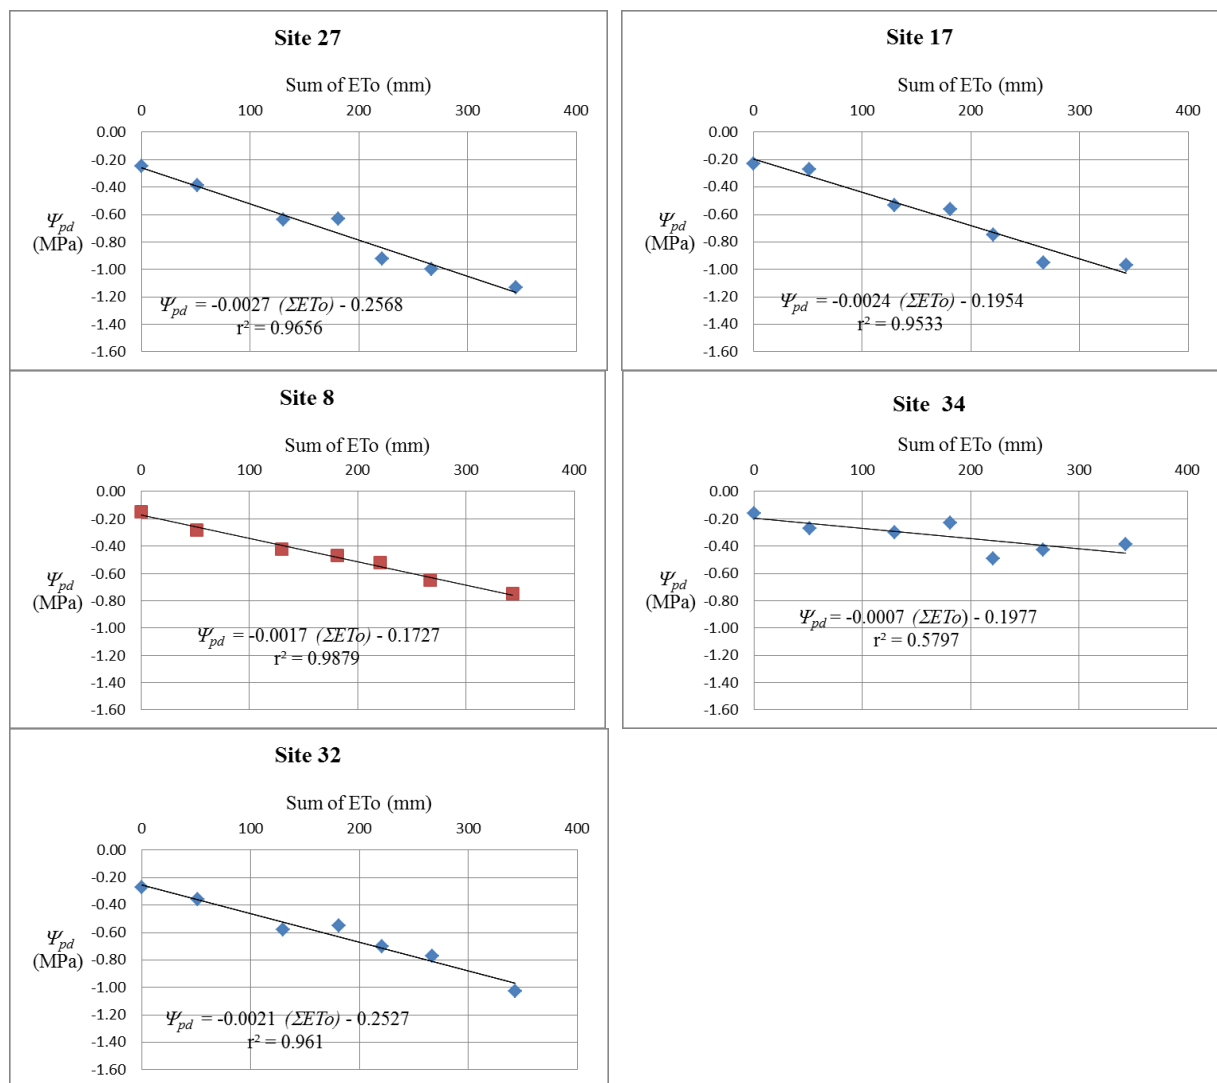 Site 27
Sum of ETo (mm)
0 100 200 300 400
0.00
-0.20
-0.40
-0.60
-0.80
-1.00
-1.20
-1.40
-1.60
Ψpd
(MPa)
Ψpd = -0.0027 (ΣETo) - 0.2568
r² = 0.9656
Site 17
Sum of ETo (mm)
0 100 200 300 400
0.00
-0.20
-0.40
-0.60
-0.80
-1.00
-1.20
-1.40
-1.60
Ψpd
(MPa)
Ψpd = -0.0024 (ΣETo) - 0.1954
r² = 0.9533
Site 8
Sum of ETo (mm)
0 100 200 300 400
0.00
-0.20
-0.40
-0.60
-0.80
-1.00
-1.20
-1.40
-1.60
Ψpd
(MPa)
Ψpd = -0.0017 (ΣETo) - 0.1727
r² = 0.9879
Site 34
Sum of ETo (mm)
0 100 200 300 400
0.00
-0.20
-0.40
-0.60
-0.80
-1.00
-1.20
-1.40
-1.60
Ψpd
(MPa)
Ψpd = -0.0007 (ΣETo) - 0.1977
r² = 0.5797
Site 32
Sum of ETo (mm)
0 100 200 300 400
0.00
-0.20
-0.40
-0.60
-0.80
-1.00
-1.20
-1.40
-1.60
Ψpd
(MPa)
Ψpd = -0.0021 (ΣETo) - 0.2527
r² = 0.961